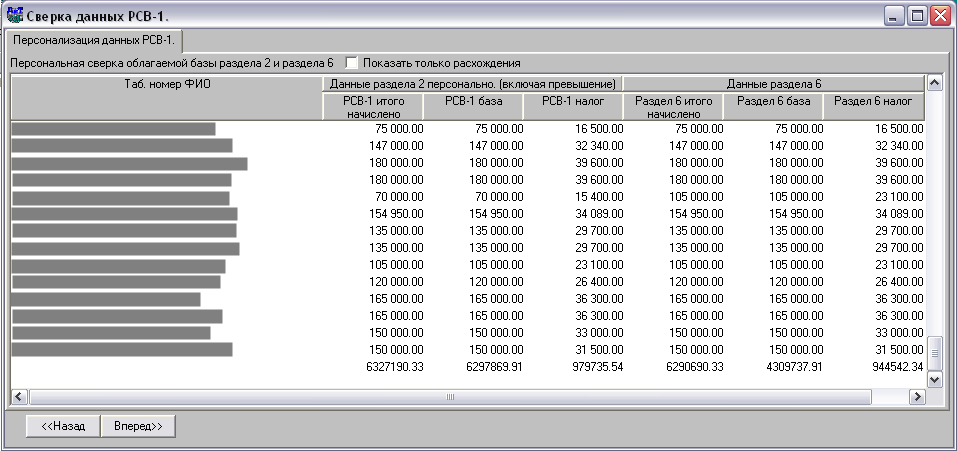 Сверка данных РСВ-1.
Персонализация данных РСВ-1.
Персональная сверка облагаемой базы раздела 2 и раздела 6 Показать только расхождения
Таб. номер ФИО Данные раздела 2 персонально. (включая превышение) Данные раздела 6
РСВ-1 итого начислено РСВ-1 база РСВ-1 налог Раздел 6 итого начислено Раздел 6 база Раздел 6 налог
75 000.00 75 000.00 16 500.00 75 000.00 75 000.00 16 500.00
147 000.00 147 000.00 32 340.00 147 000.00 147 000.00 32 340.00
180 000.00 180 000.00 39 600.00 180 000.00 180 000.00 39 600.00
180 000.00 180 000.00 39 600.00 180 000.00 180 000.00 39 600.00
70 000.00 70 000.00 15 400.00 105 000.00 105 000.00 23 100.00
154 950.00 154 950.00 34 089.00 154 950.00 154 950.00 34 089.00
135 000.00 135 000.00 29 700.00 135 000.00 135 000.00 29 700.00
135 000.00 135 000.00 29 700.00 135 000.00 135 000.00 29 700.00
105 000.00 105 000.00 23 100.00 105 000.00 105 000.00 23 100.00
120 000.00 120 000.00 26 400.00 120 000.00 120 000.00 26 400.00
165 000.00 165 000.00 36 300.00 165 000.00 165 000.00 36 300.00
165 000.00 165 000.00 36 300.00 165 000.00 165 000.00 36 300.00
150 000.00 150 000.00 33 000.00 150 000.00 150 000.00 33 000.00
150 000.00 150 000.00 31 500.00 150 000.00 150 000.00 31 500.00
6327190.33 6297869.91 979735.54 6290690.33 4309737.91 944542.34
<<Назад Вперед>>